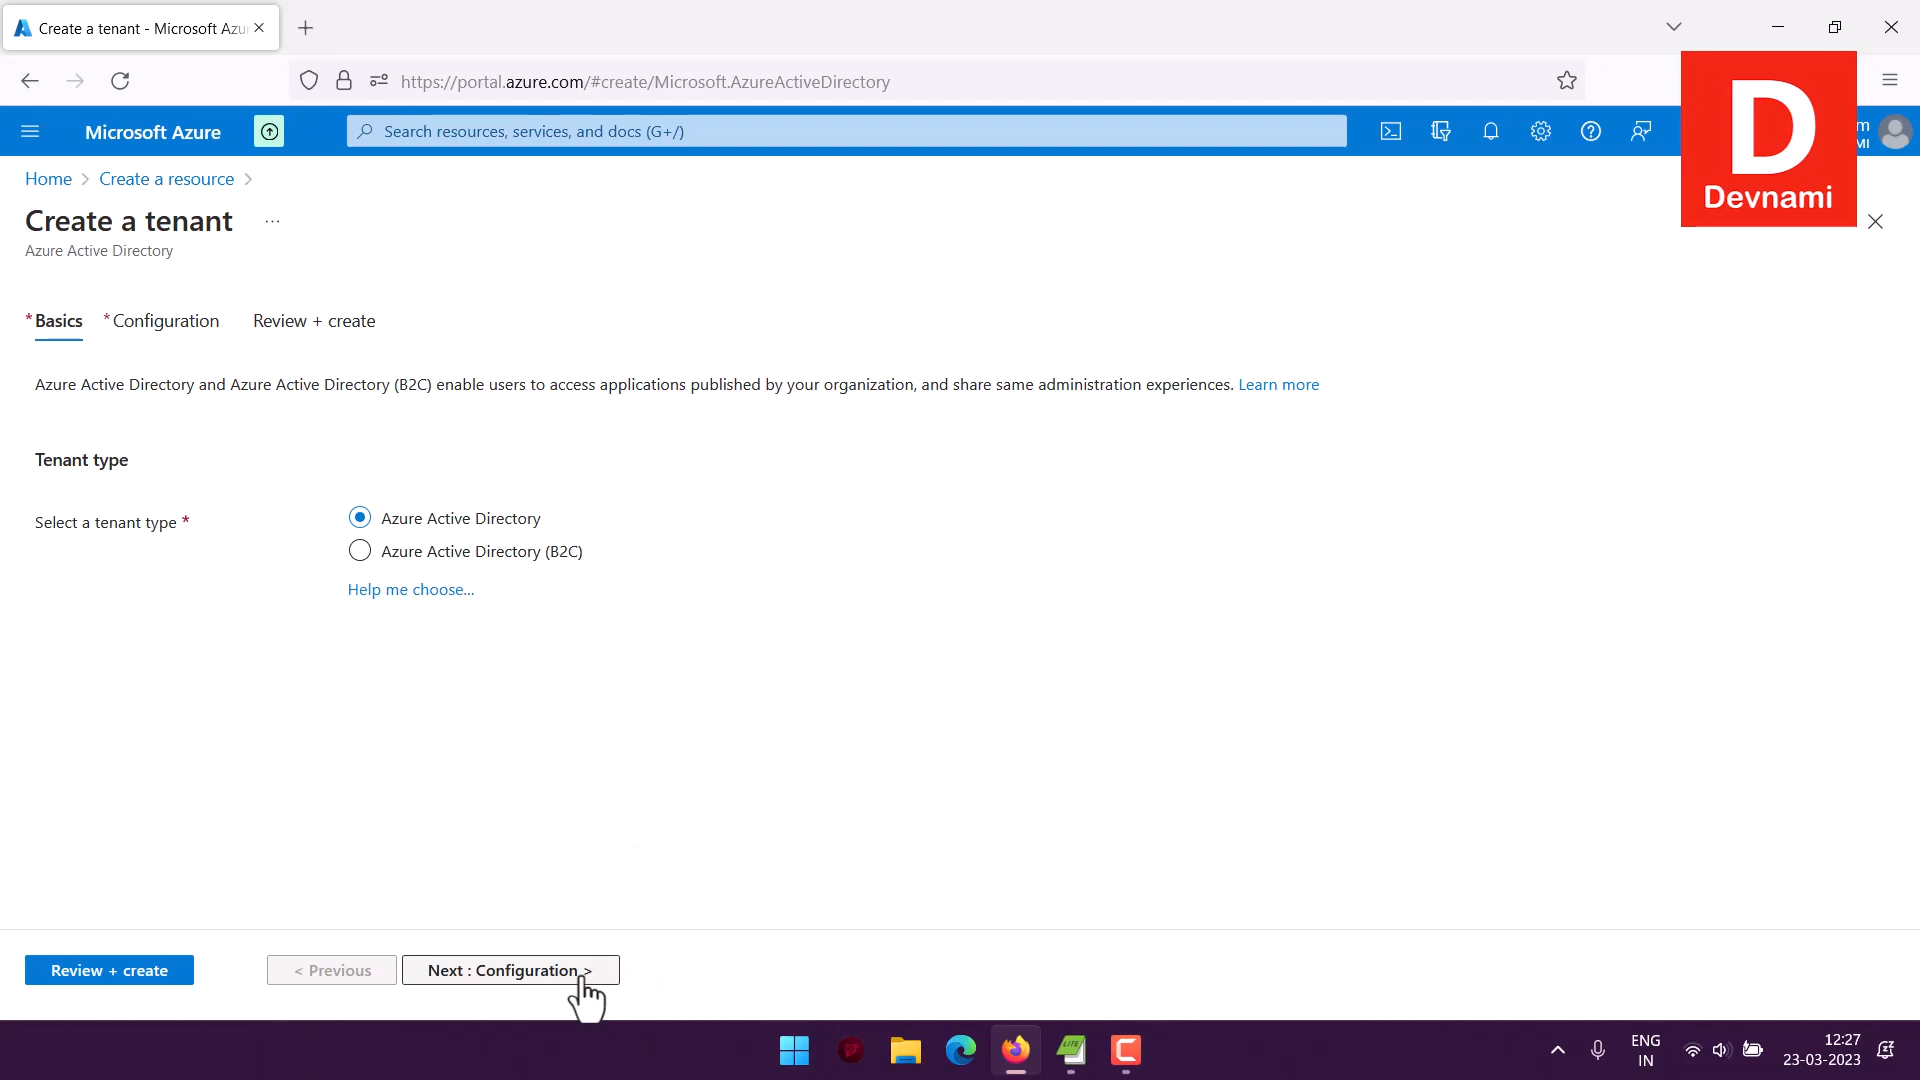 Create a tenant - Microsoft Azu
https://portal.azure.com/#create/Microsoft.AzureActiveDirectory
Microsoft Azure
Search resources, services, and docs (G+/)
m
MI
D
Devnami
Home > Create a resource >
Create a tenant ...
Azure Active Directory
* Basics * Configuration Review + create
Azure Active Directory and Azure Active Directory (B2C) enable users to access applications published by your organization, and share same administration experiences. Learn more
Tenant type
Select a tenant type *
Azure Active Directory
Azure Active Directory (B2C)
Help me choose...
Review + create
< Previous
Next : Configuration >
LITE
ENG
IN
12:27
23-03-2023